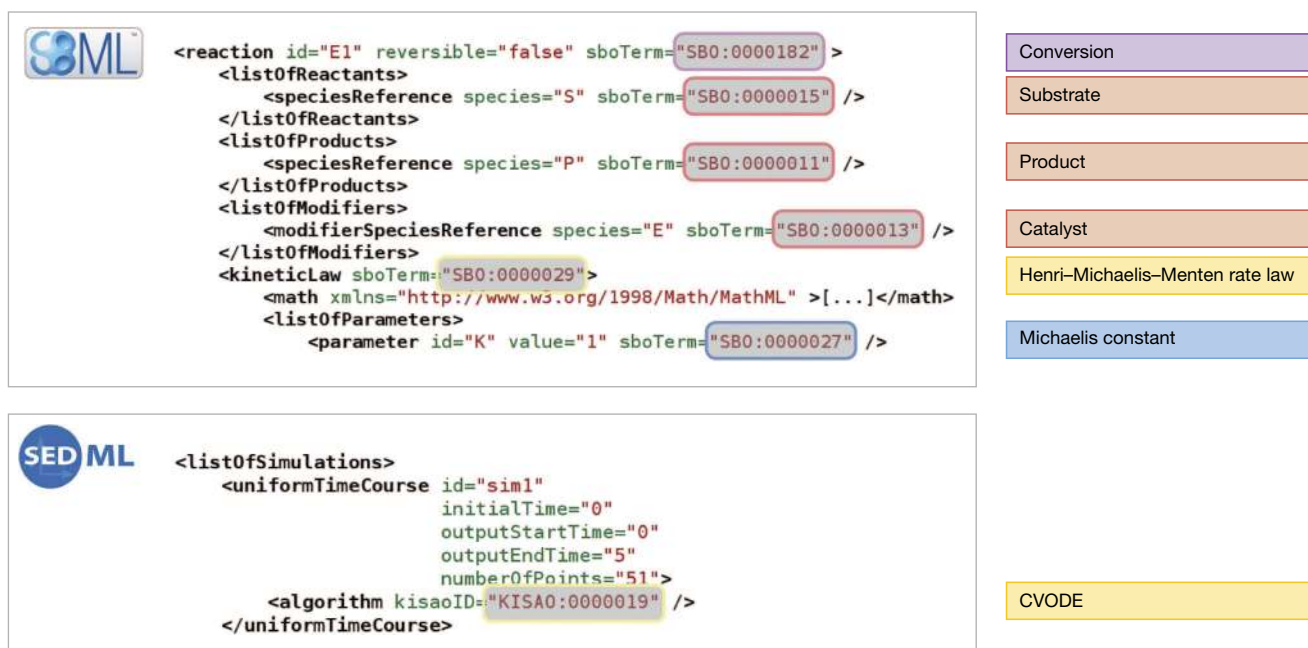 SBML
<reaction id="E1" reversible="false" sboTerm="SBO:0000182" >
Conversion
<listOfReactants>
<speciesReference species="S" sboTerm="SBO:0000015" />
Substrate
</listOfReactants>
<listOfProducts>
<speciesReference species="P" sboTerm="SBO:0000011" />
Product
</listOfProducts>
<listOfModifiers>
<modifierSpeciesReference species="E" sboTerm="SBO:0000013" />
Catalyst
</listOfModifiers>
<kineticLaw sboTerm="SBO:0000029">
Henri–Michaelis–Menten rate law
<math xmlns="http://www.w3.org/1998/Math/MathML" >[...]</math>
<listOfParameters>
<parameter id="K" value="1" sboTerm="SBO:0000027" />
Michaelis constant
SED ML
<listOfSimulations>
<uniformTimeCourse id="sim1"
initialTime="0"
outputStartTime="0"
outputEndTime="5"
numberOfPoints="51">
<algorithm kisaoID="KISAO:0000019" />
CVODE
</uniformTimeCourse>